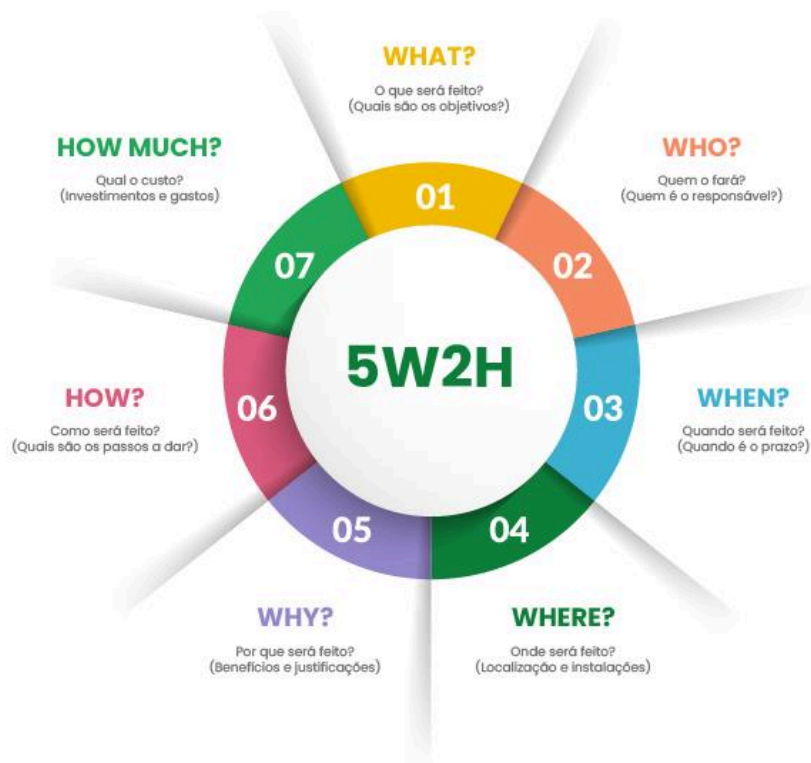 WHAT?
O que será feito?
(Quais são os objetivos?)
01
WHO?
Quem o fará?
(Quem é o responsável?)
02
WHEN?
Quando será feito?
(Quando é o prazo?)
03
WHERE?
Onde será feito?
(Localização e instalações)
04
WHY?
Por que será feito?
(Benefícios e justificações)
05
HOW?
Como será feito?
(Quais são os passos a dar?)
06
HOW MUCH?
Qual o custo?
(Investimentos e gastos)
07
5W2H